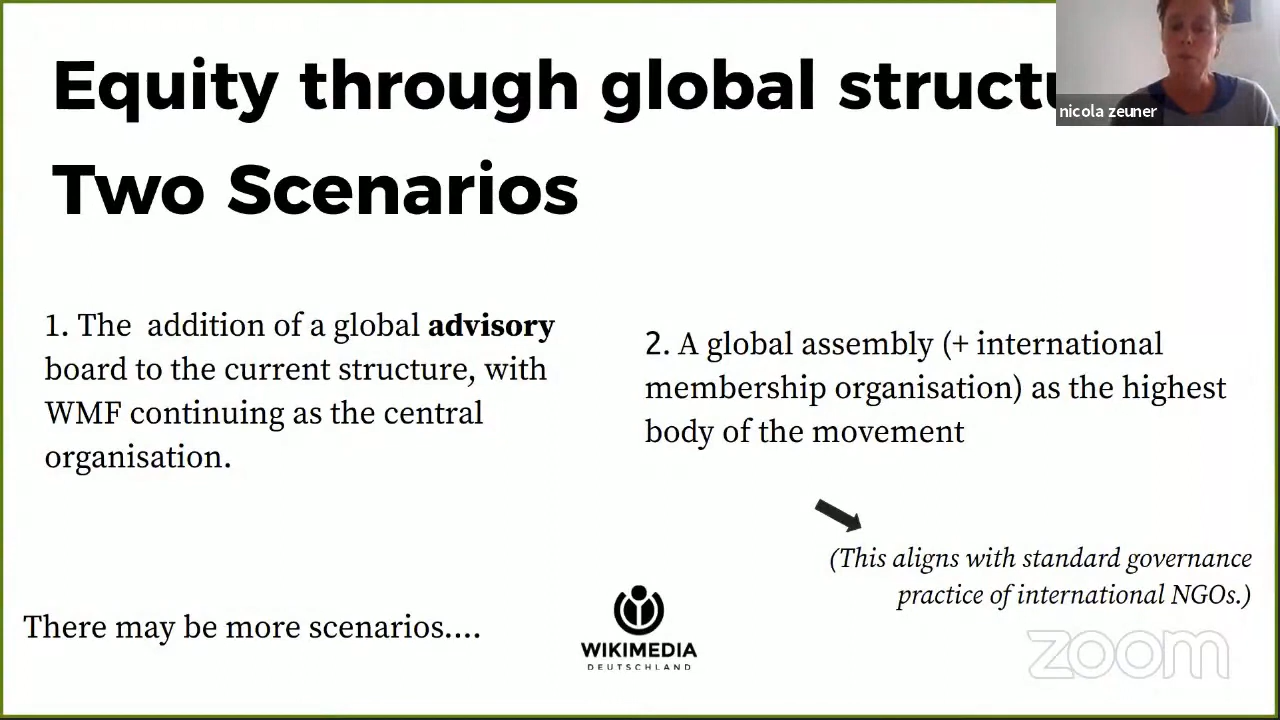 Equity through global struct
nicola zeuner
Two Scenarios
1. The addition of a global advisory
board to the current structure, with
WMF continuing as the central
organisation.
2. A global assembly (+ international
membership organisation) as the highest
body of the movement
(This aligns with standard governance
practice of international NGOs.)
There may be more scenarios....
WIKIMEDIA
DEUTSCHLAND
zoom